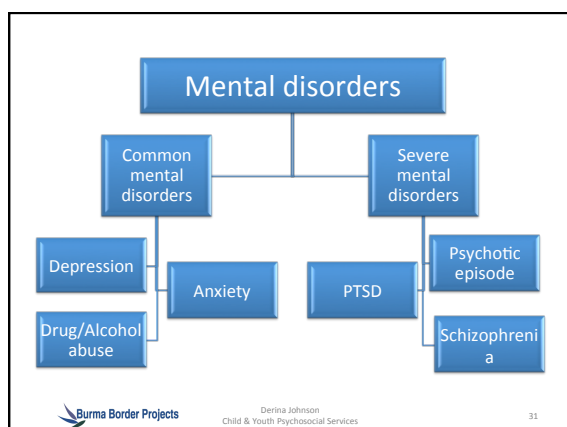 Mental disorders
Common
mental
disorders
Severe
mental
disorders
Depression
Anxiety
Drug/Alcohol
abuse
PTSD
Psychotic
episode
Schizophreni
a
Burma Border Projects
Derina Johnson
Child & Youth Psychosocial Services
31